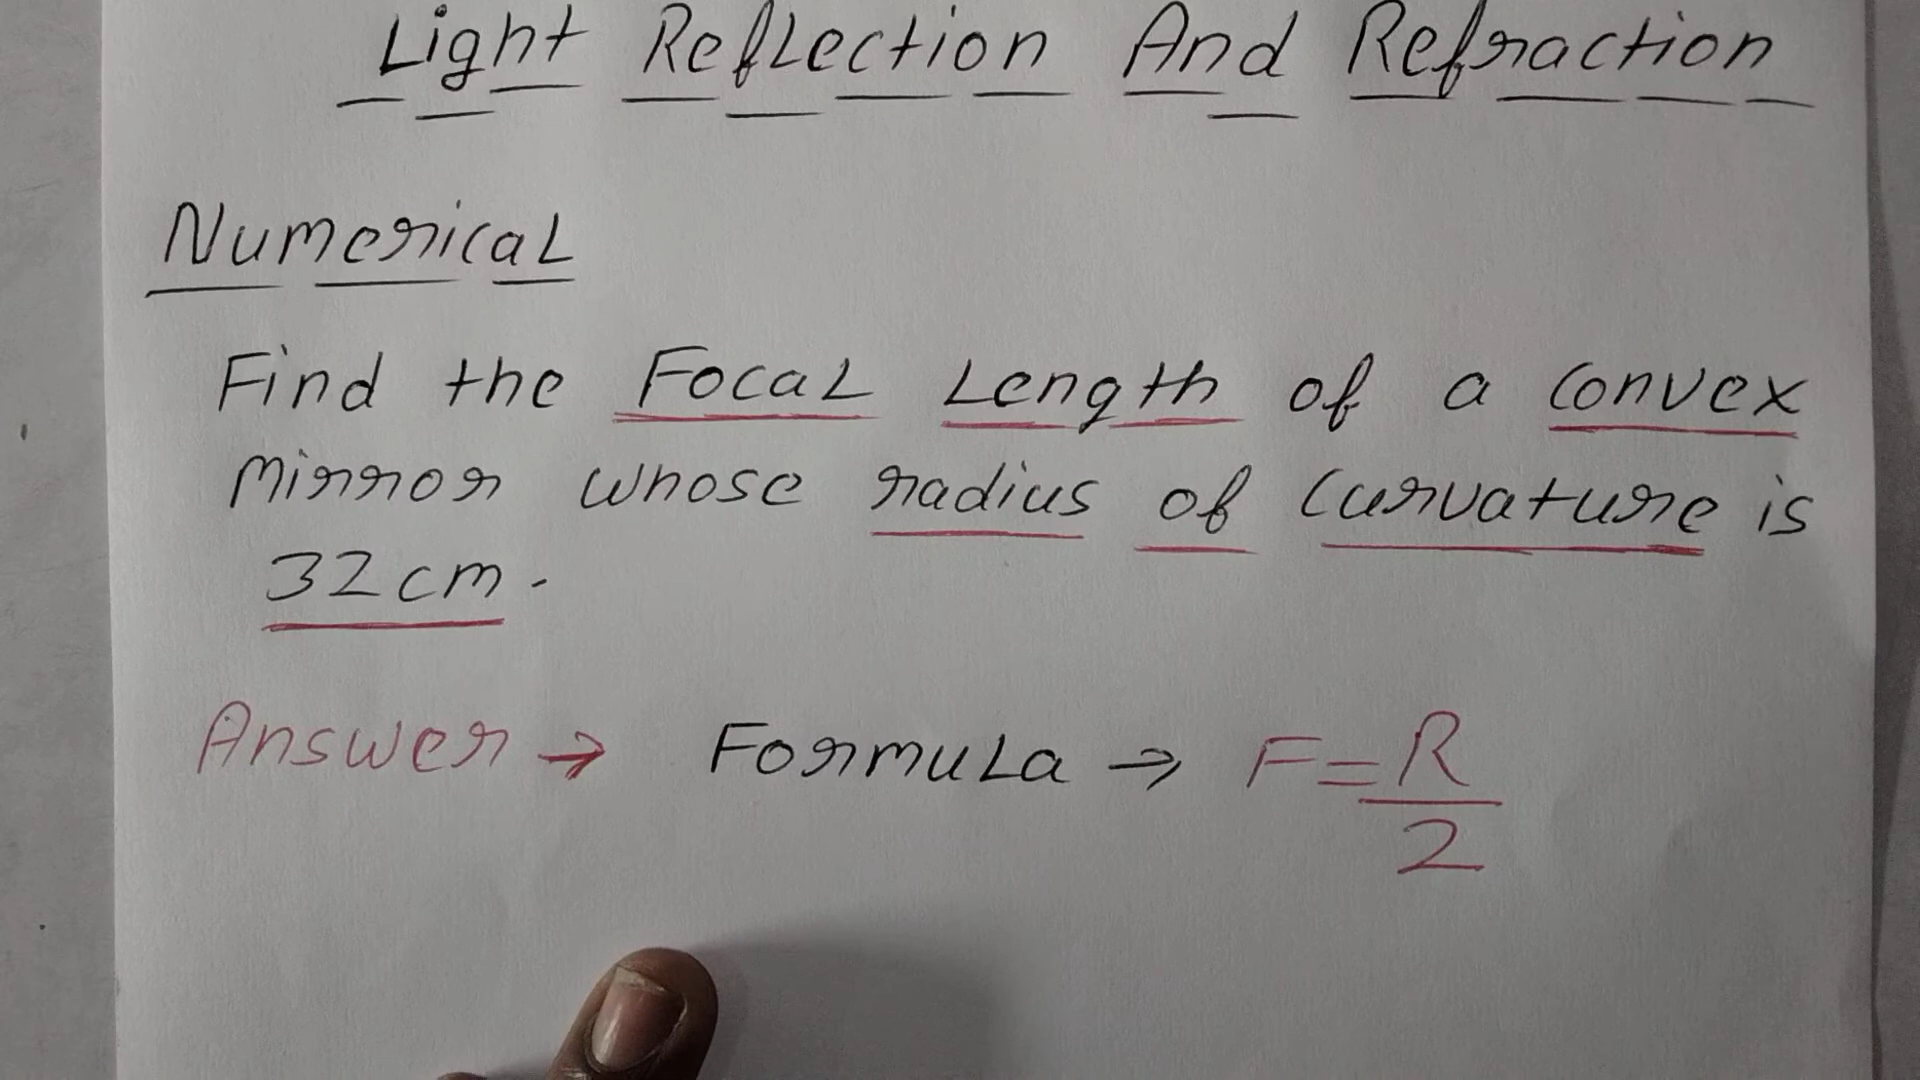 Light Reflection And Refraction
Numerical
Find the Focal Length of a convex
mirror whose radius of curvature is
32cm.
Answer → Formula → F=R/2